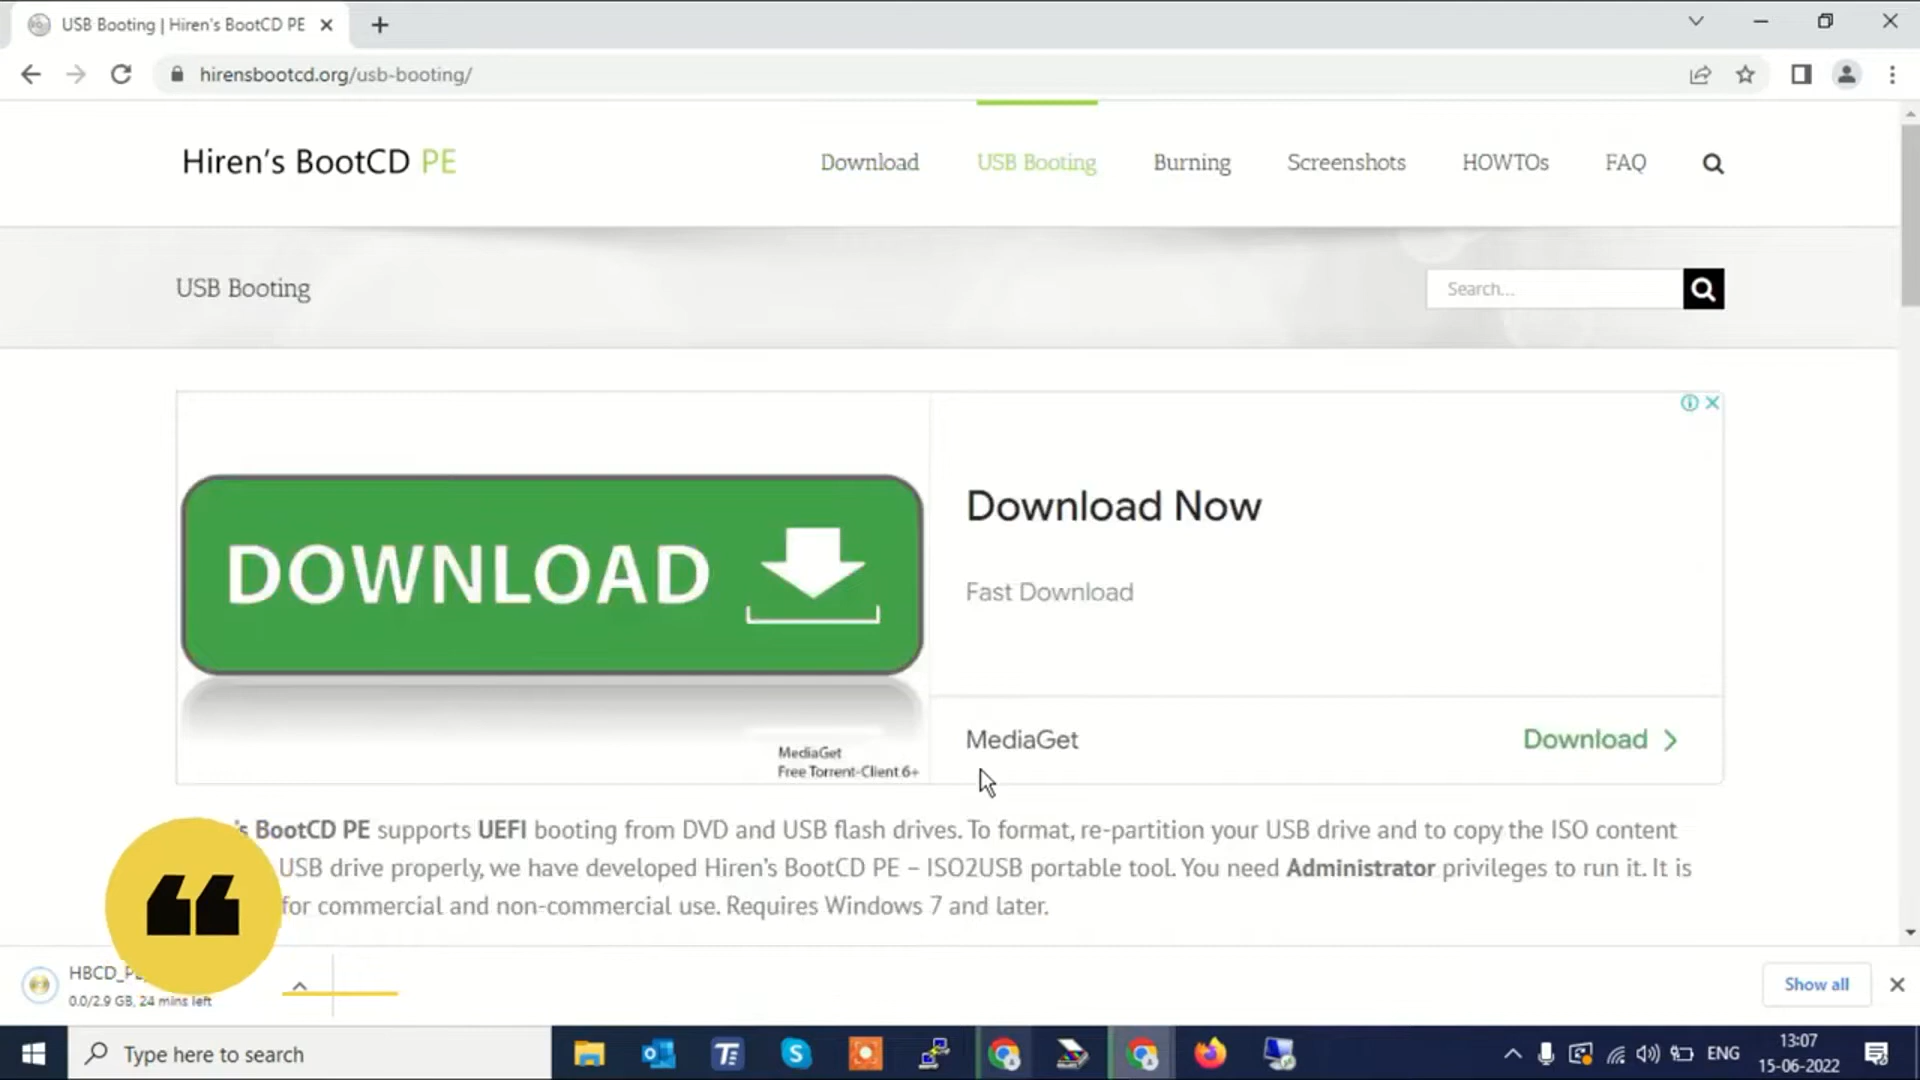 USB Booting | Hiren's BootCD PE
hirensbootcd.org/usb-booting/
Hiren's BootCD PE
Download
USB Booting
Burning
Screenshots
HOWTOs
FAQ
USB Booting
Search...
DOWNLOAD
MediaGet
Free Torrent-Client 6+
Download Now
Fast Download
MediaGet
Download
's BootCD PE supports UEFI booting from DVD and USB flash drives. To format, re-partition your USB drive and to copy the ISO content
USB drive properly, we have developed Hiren's BootCD PE – ISO2USB portable tool. You need Administrator privileges to run it. It is
for commercial and non-commercial use. Requires Windows 7 and later.
HBCD_P
0.0/2.9 GB, 24 mins left
Show all
Type here to search
ENG
13:07
15-06-2022